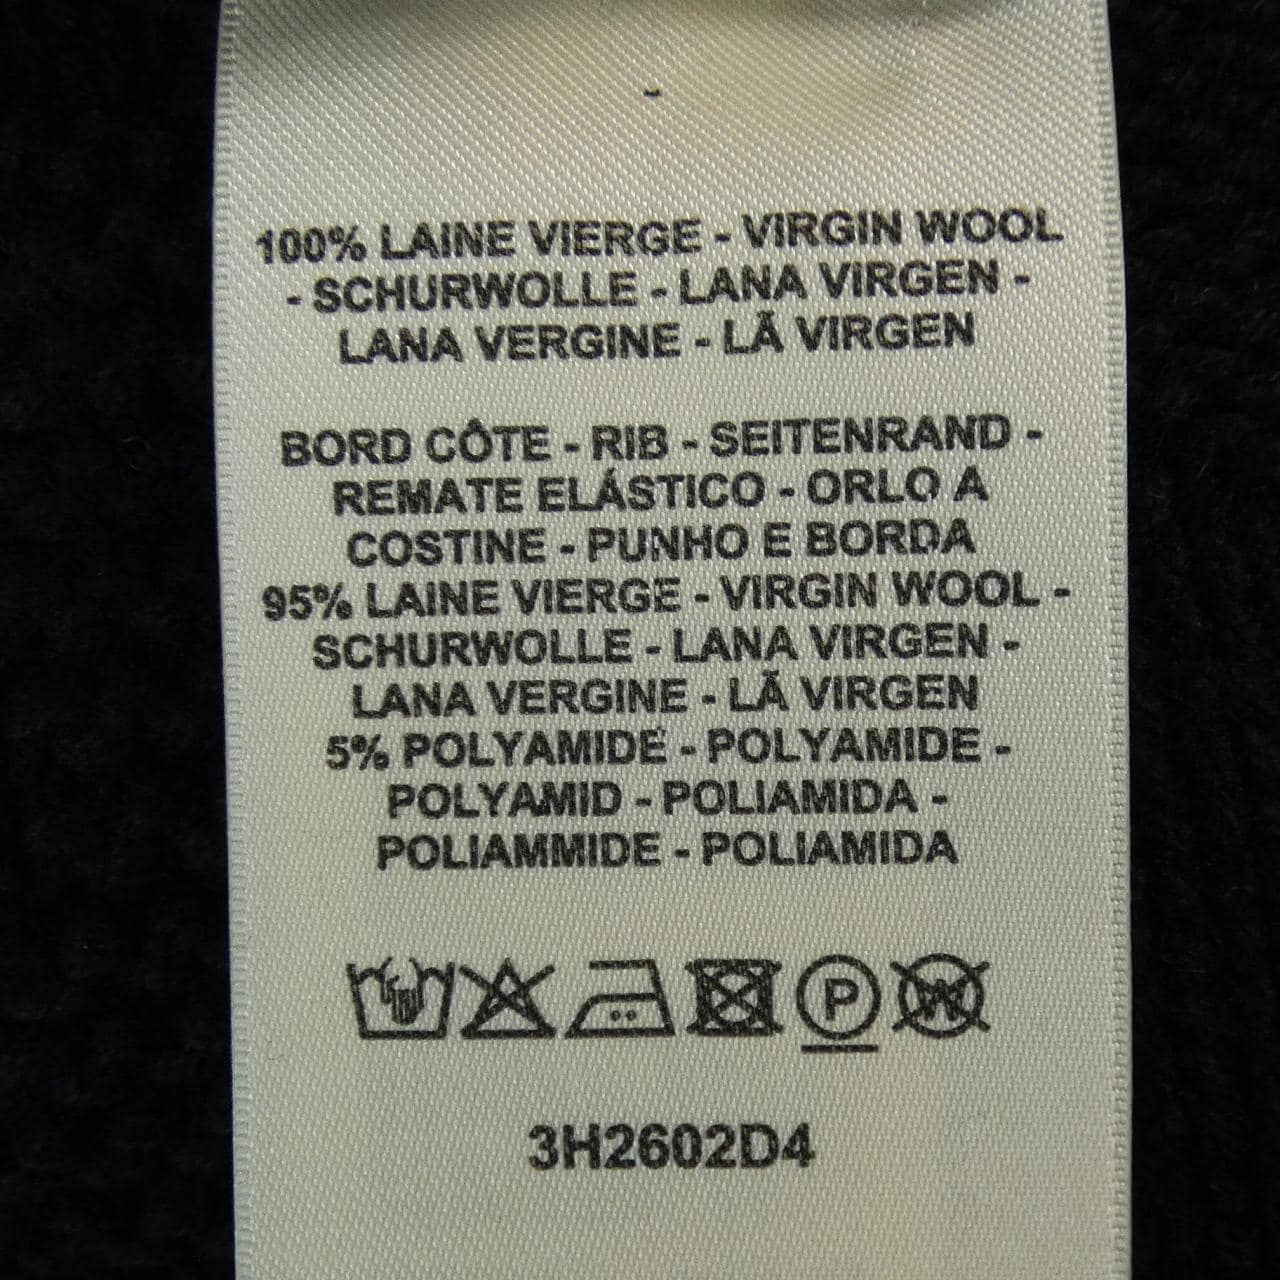 100% LAINE VIERGE - VIRGIN WOOL
- SCHURWOLLE - LANA VIRGEN -
LANA VERGINE - LÃ VIRGEN
BORD CÔTE - RIB - SEITENRAND -
REMATE ELÁSTICO - ORLO A
COSTINE - PUNHO E BORDA
95% LAINE VIERGE - VIRGIN WOOL -
SCHURWOLLE - LANA VIRGEN -
LANA VERGINE - LÃ VIRGEN
5% POLYAMIDE - POLYAMIDE -
POLYAMID - POLIAMIDA -
POLIAMMIDE - POLIAMIDA
P W
3H2602D4